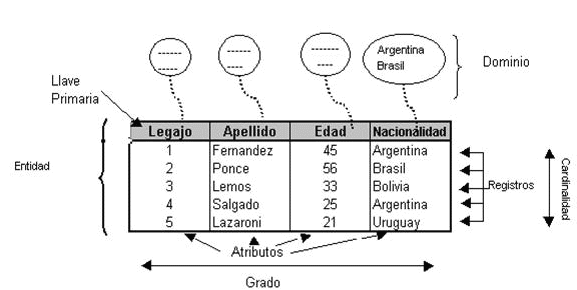 Argentina
Brasil
Dominio
Llave
Primaria
Legajo Apellido Edad Nacionalidad
1 Fernandez 45 Argentina
2 Ponce 56 Brasil
3 Lemos 33 Bolivia
4 Salgado 25 Argentina
5 Lazaroni 21 Uruguay
Entidad
Registros
Cardinalidad
Atributos
Grado